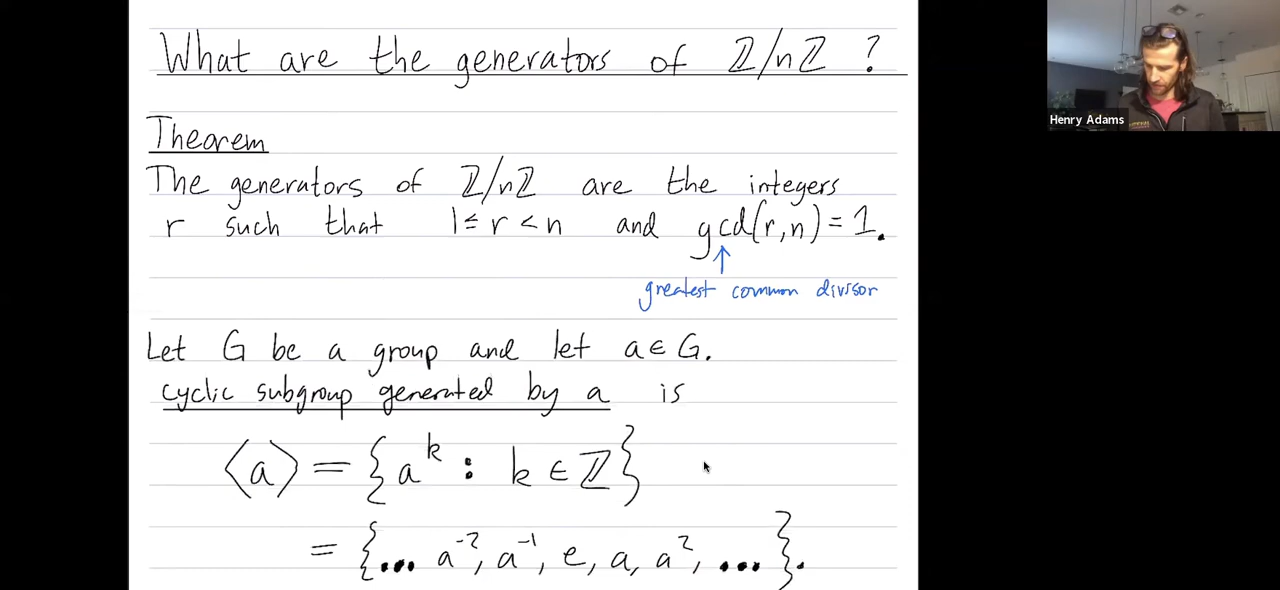 What are the generators of ℤ/nℤ ?
Theorem
The generators of ℤ/nℤ are the integers
r such that 1 ≤ r < n and gcd(r,n) = 1.
↑
greatest common divisor
Let G be a group and let a ∈ G.
cyclic subgroup generated by a is
⟨a⟩ = {a^k : k ∈ ℤ}
= {... a^-2, a^-1, e, a, a^2, ...}.
Henry Adams